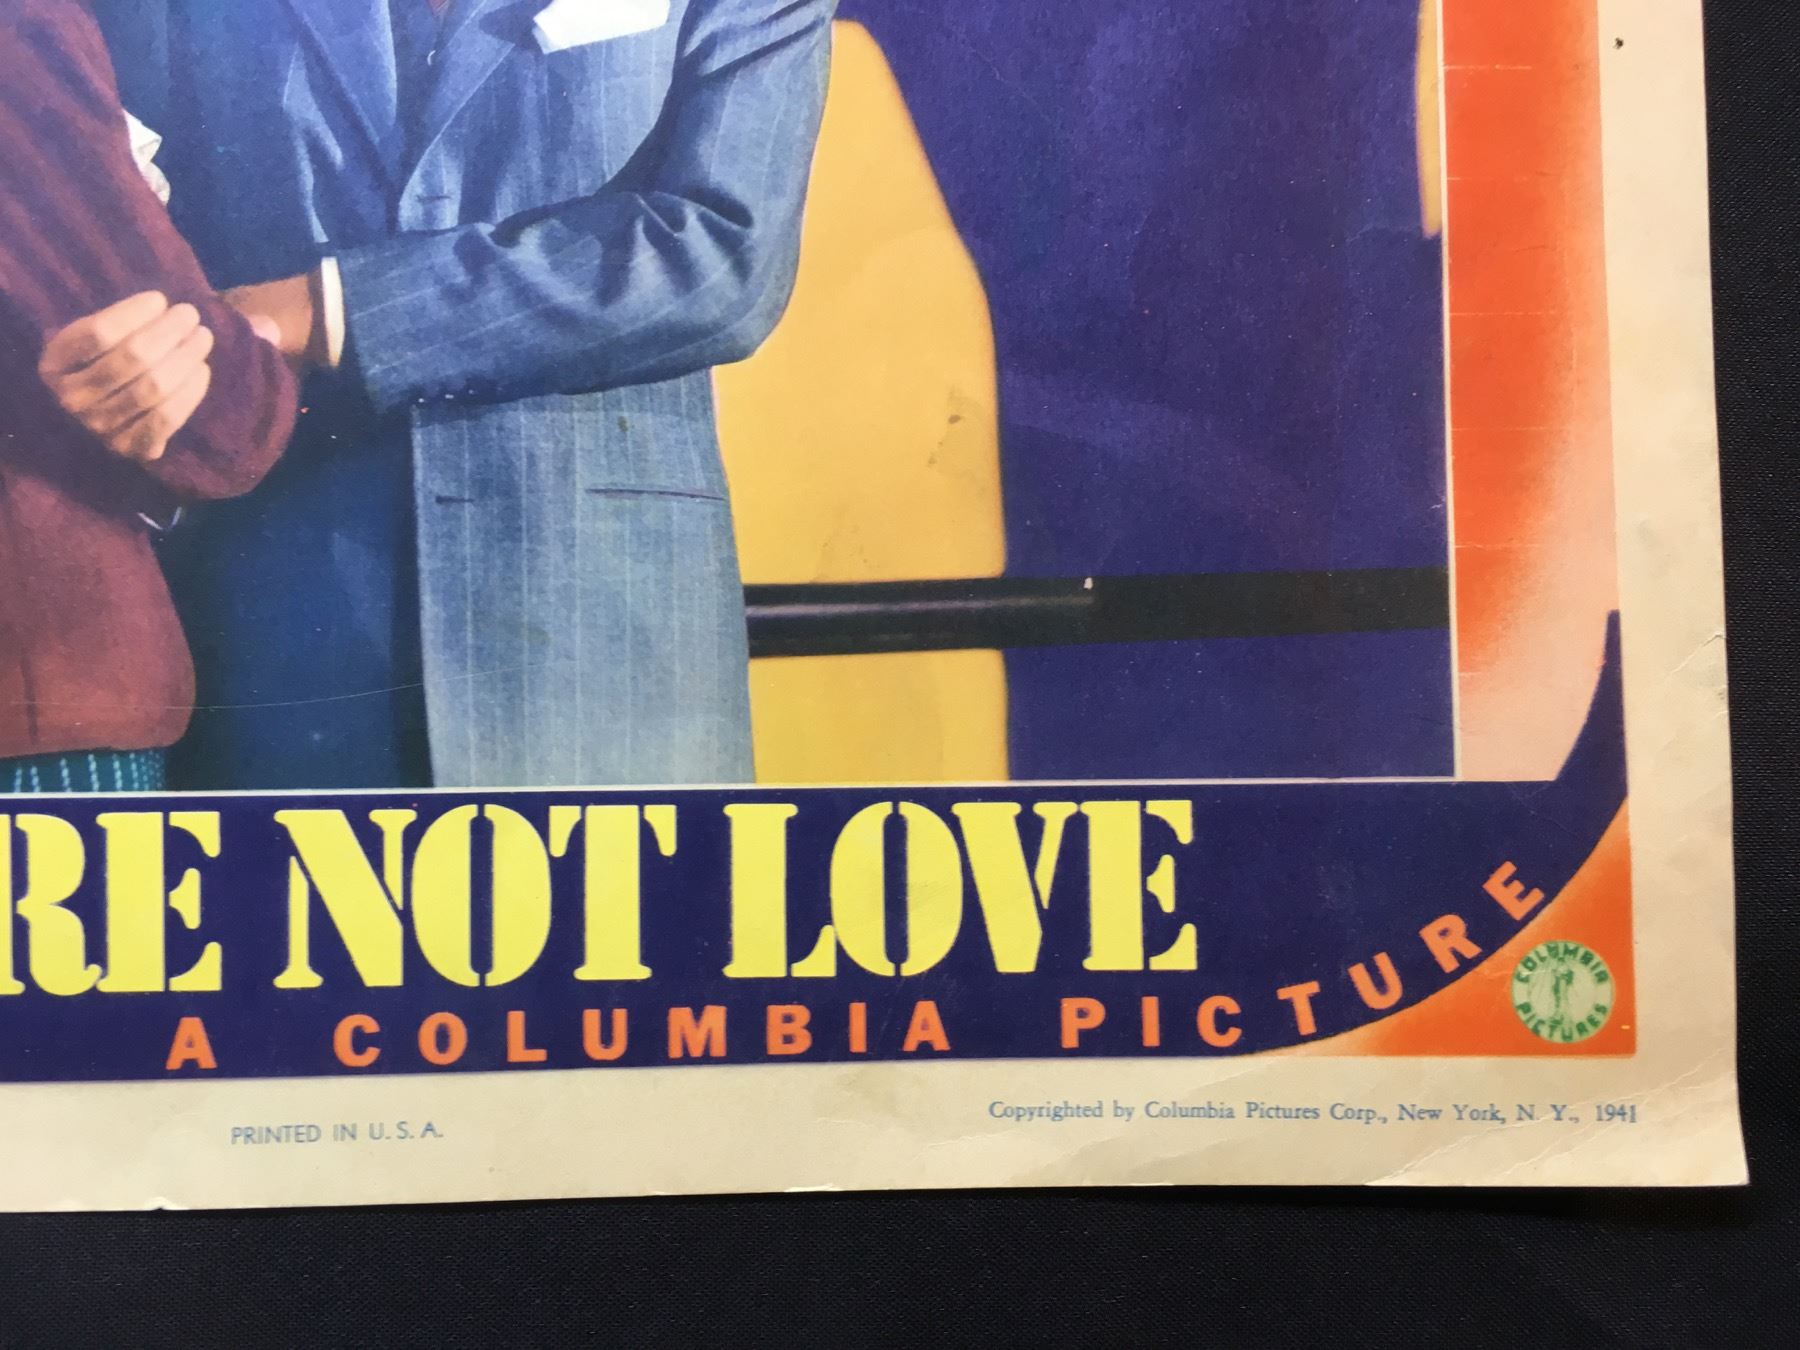 RE NOT LOVE
A COLUMBIA PICTURE
COLUMBIA PICTURES
PRINTED IN U.S.A.
Copyrighted by Columbia Pictures Corp., New York, N. Y., 1941